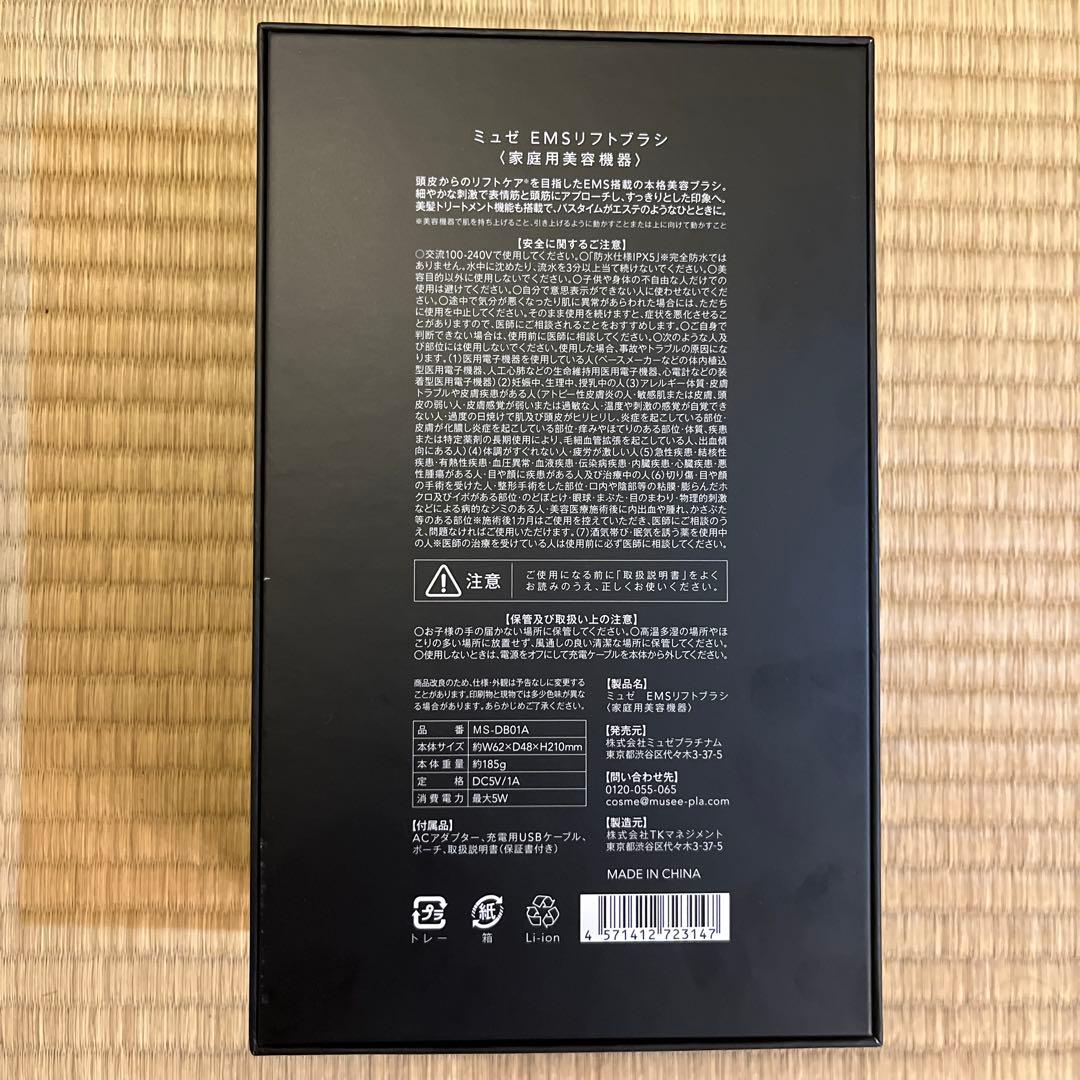 ミュゼ EMSリフトブラシ
〈家庭用美容機器〉
頭皮からのリフトケア※を目指したEMS搭載の本格美容ブラシ。
細やかな刺激で表情筋と頭筋にアプローチし、すっきりとした印象へ。
美髪トリートメント機能も搭載で、バスタイムがエステのようなひとときに。
※美容機器で肌を持ち上げること、引き上げるように動かすことまたは上に向けて動かすこと
【安全に関するご注意】
○交流100-240Vで使用してください。○「防水仕様IPX5」※完全防水では
ありません。水中に沈めたり、流水を3分以上当て続けないでください。○美
容目的以外に使用しないでください。○子供や身体の不自由な人だけでの
使用は避けてください。○自分で意思表示ができない人に使わせないでくだ
さい。○途中で気分が悪くなったり肌に異常があらわれた場合には、ただち
に使用を中止してください。そのまま使用を続けますと、症状を悪化させるこ
とがありますので、医師にご相談されることをおすすめします。○ご自身で
判断できない場合は、使用前に医師に相談してください。○次のような人及
び部位には使用しないでください。使用した場合、事故やトラブルの原因にな
ります。(1)医用電子機器を使用している人(ペースメーカーなどの体内植込
型医用電子機器、人工心肺などの生命維持用医用電子機器、心電計などの装
着型医用電子機器)(2)妊娠中、生理中、授乳中の人(3)アレルギー体質・皮膚
トラブルや皮膚疾患がある人(アトピー性皮膚炎の人・敏感肌または皮膚、頭
皮の弱い人・皮膚感覚が弱いまたは過敏な人・温度や刺激の感覚が自覚でき
ない人・過度の日焼けで肌及び頭皮がヒリヒリし、炎症を起こしている部位・
皮膚が化膿し炎症を起こしている部位・痒みやほてりのある部位・体質、疾患
または特定薬剤の長期使用により、毛細血管拡張を起こしている人、出血傾
向にある人)(4)体調がすぐれない人・疲労が激しい人(5)急性疾患・結核性
疾患・有熱性疾患・血圧異常・血液疾患・伝染病疾患・内臓疾患・心臓疾患・悪
性腫瘍がある人・目や顔に疾患がある人及び治療中の人(6)切り傷・目や顔
の手術を受けた人・整形手術をした部位・口内や陰部等の粘膜・膨らんだホ
クロ及びイボがある部位・のどぼとけ・眼球・まぶた・目のまわり・物理的刺激
などによる病的なシミのある人・美容医療施術後に内出血や腫れ、かさぶた
等のある部位※施術後1カ月はご使用を控えていただき、医師にご相談のう
え、問題なければご使用いただけます。(7)酒気帯び・眠気を誘う薬を使用中
の人※医師の治療を受けている人は使用前に必ず医師に相談してください。
注意
ご使用になる前に「取扱説明書」をよく
お読みのうえ、正しくお使いください。
【保管及び取扱い上の注意】
○お子様の手の届かない場所に保管してください。○高温多湿の場所やほ
こりの多い場所に放置せず、風通しの良い清潔な場所に保管してください。
○使用しないときは、電源をオフにして充電ケーブルを本体から外してください。
商品改良のため、仕様・外観は予告なしに変更する
ことがあります。印刷物と現物では多少色味が異な
る場合があります。あらかじめご了承ください。
品番 MS-DB01A
本体サイズ 約W62×D48×H210mm
本体重量 約185g
定格 DC5V/1A
消費電力 最大5W
【付属品】
ACアダプター、充電用USBケーブル、
ポーチ、取扱説明書(保証書付き)
【製品名】
ミュゼ EMSリフトブラシ
〈家庭用美容機器〉
【発売元】
株式会社ミュゼプラチナム
東京都渋谷区代々木3-37-5
【問い合わせ先】
0120-055-065
cosme@musee-pla.com
【製造元】
株式会社TKマネジメント
東京都渋谷区代々木3-37-5
MADE IN CHINA
プラ
トレー
紙
箱
Li-ion
4 571412 723147